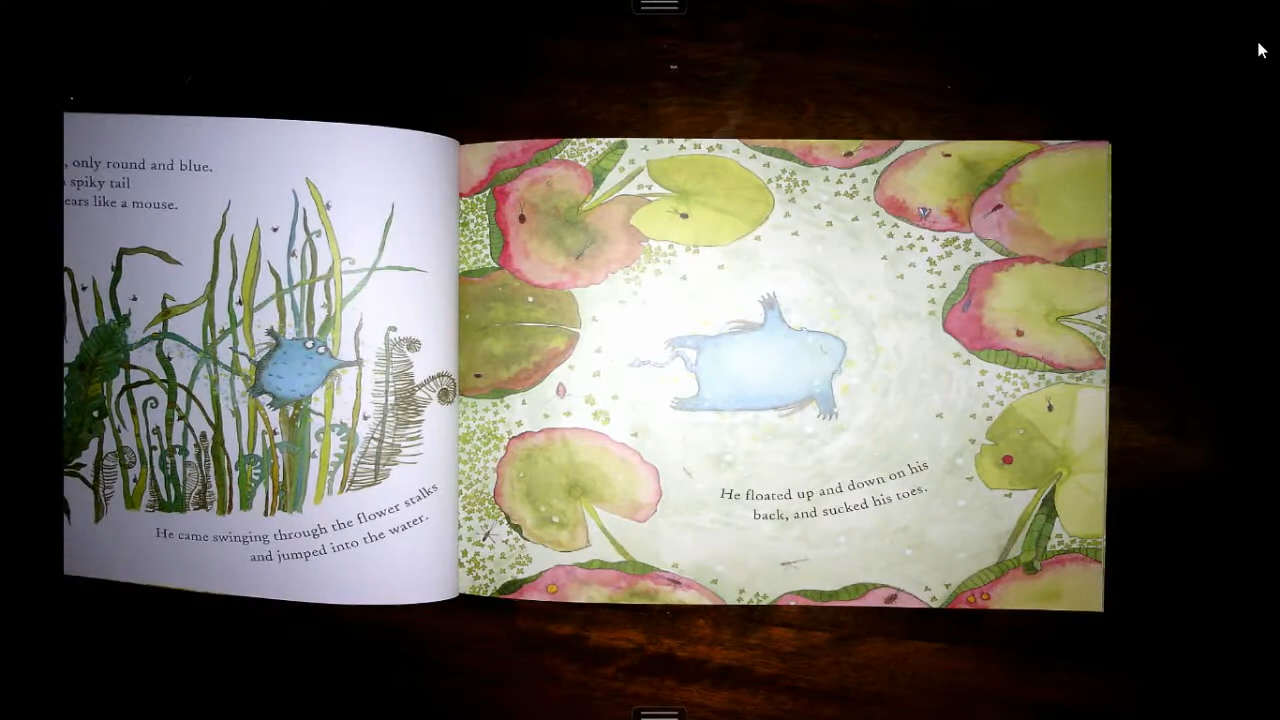 , only round and blue.
spiky tail
ears like a mouse.
He came swinging through the flower stalks
and jumped into the water.
He floated up and down on his
back, and sucked his toes.